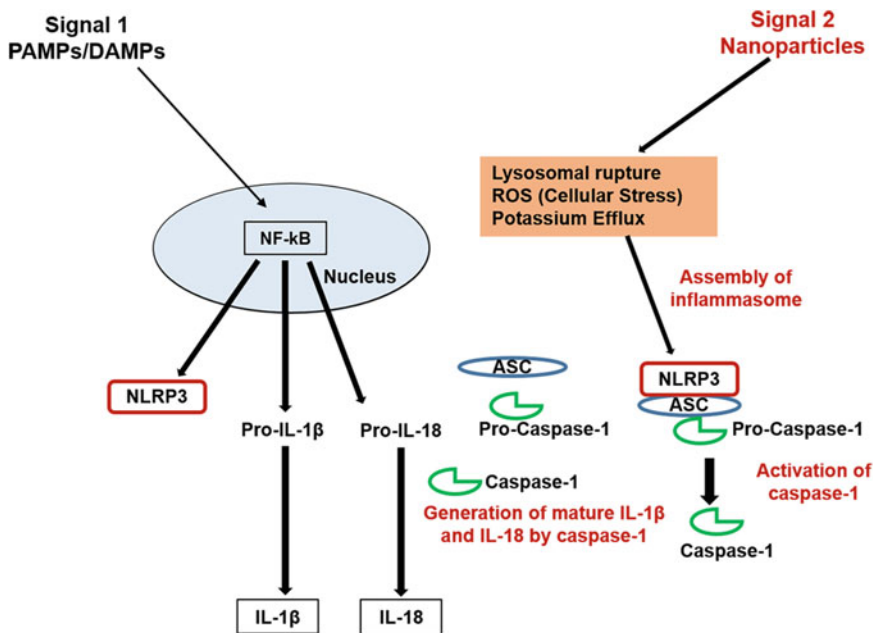 Signal 1
PAMPs/DAMPs
Signal 2
Nanoparticles
Lysosomal rupture
ROS (Cellular Stress)
Potassium Efflux
NF-kB
Nucleus
Assembly of
inflammasome
NLRP3
ASC
Pro-Caspase-1
NLRP3
ASC
Pro-Caspase-1
Pro-IL-1β
Pro-IL-18
Caspase-1
Generation of mature IL-1β
and IL-18 by caspase-1
Activation of
caspase-1
Caspase-1
IL-1β
IL-18